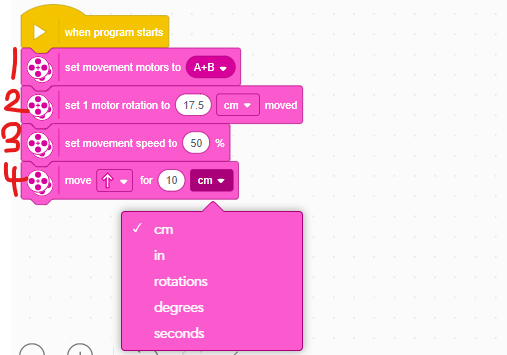 when program starts
1 set movement motors to A+B
2 set 1 motor rotation to 17.5 cm moved
3 set movement speed to 50 %
4 move for 10 cm
✓ cm
in
rotations
degrees
seconds